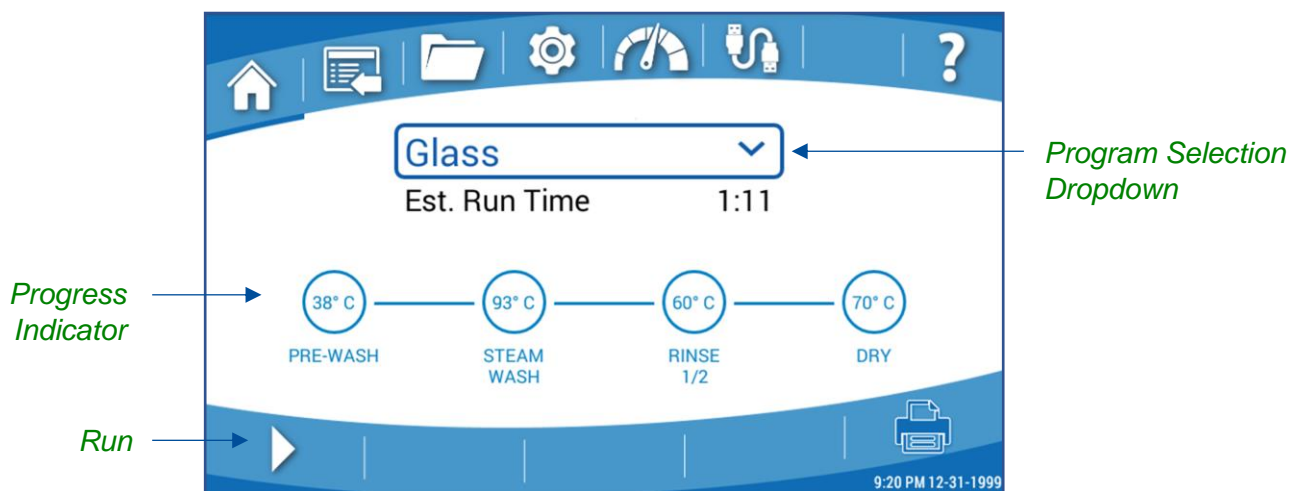 ?
Glass
Est. Run Time 1:11
Program Selection
Dropdown
Progress
Indicator
38° C
93° C
60° C
70° C
PRE-WASH
STEAM
WASH
RINSE
1/2
DRY
Run
9:20 PM 12-31-1999